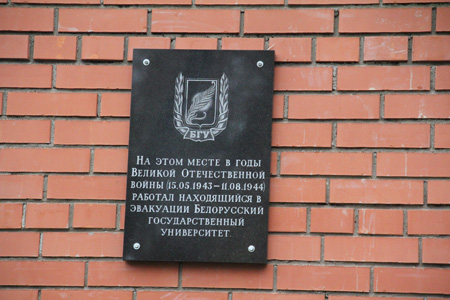 БГУ
На этом месте в годы
Великой Отечественной
войны (15.05.1943–11.08.1944)
работал находящийся в
эвакуации Белорусский
государственный
университет.